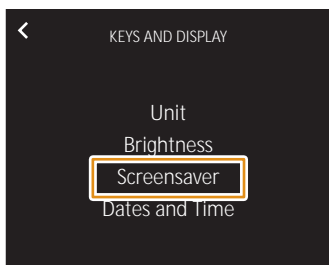 KEYS AND DISPLAY
Unit
Brightness
Screensaver
Dates and Time